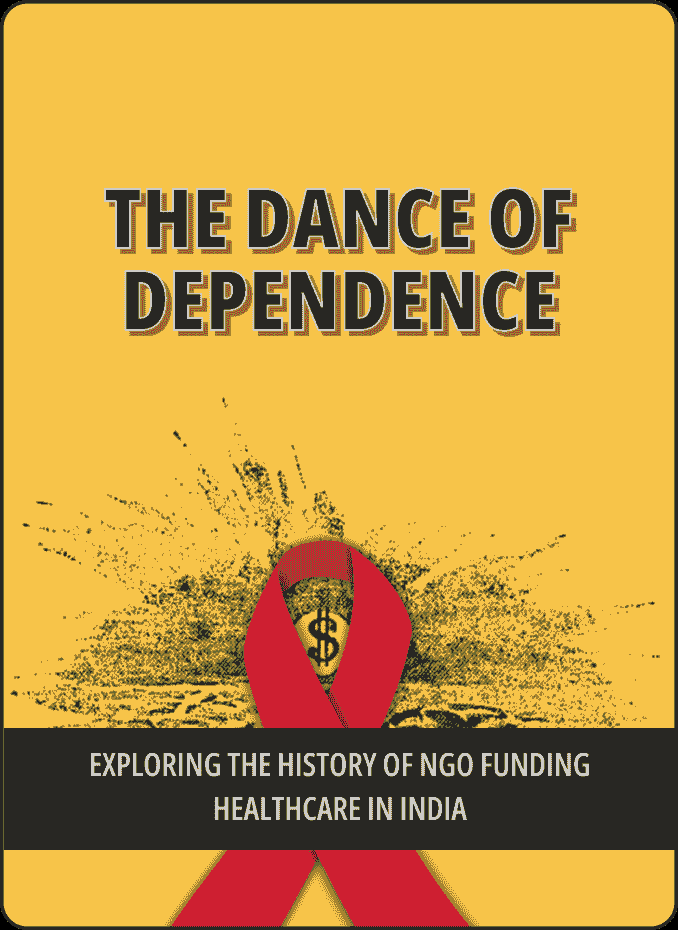 THE DANCE OF
DEPENDENCE
$
EXPLORING THE HISTORY OF NGO FUNDING
HEALTHCARE IN INDIA